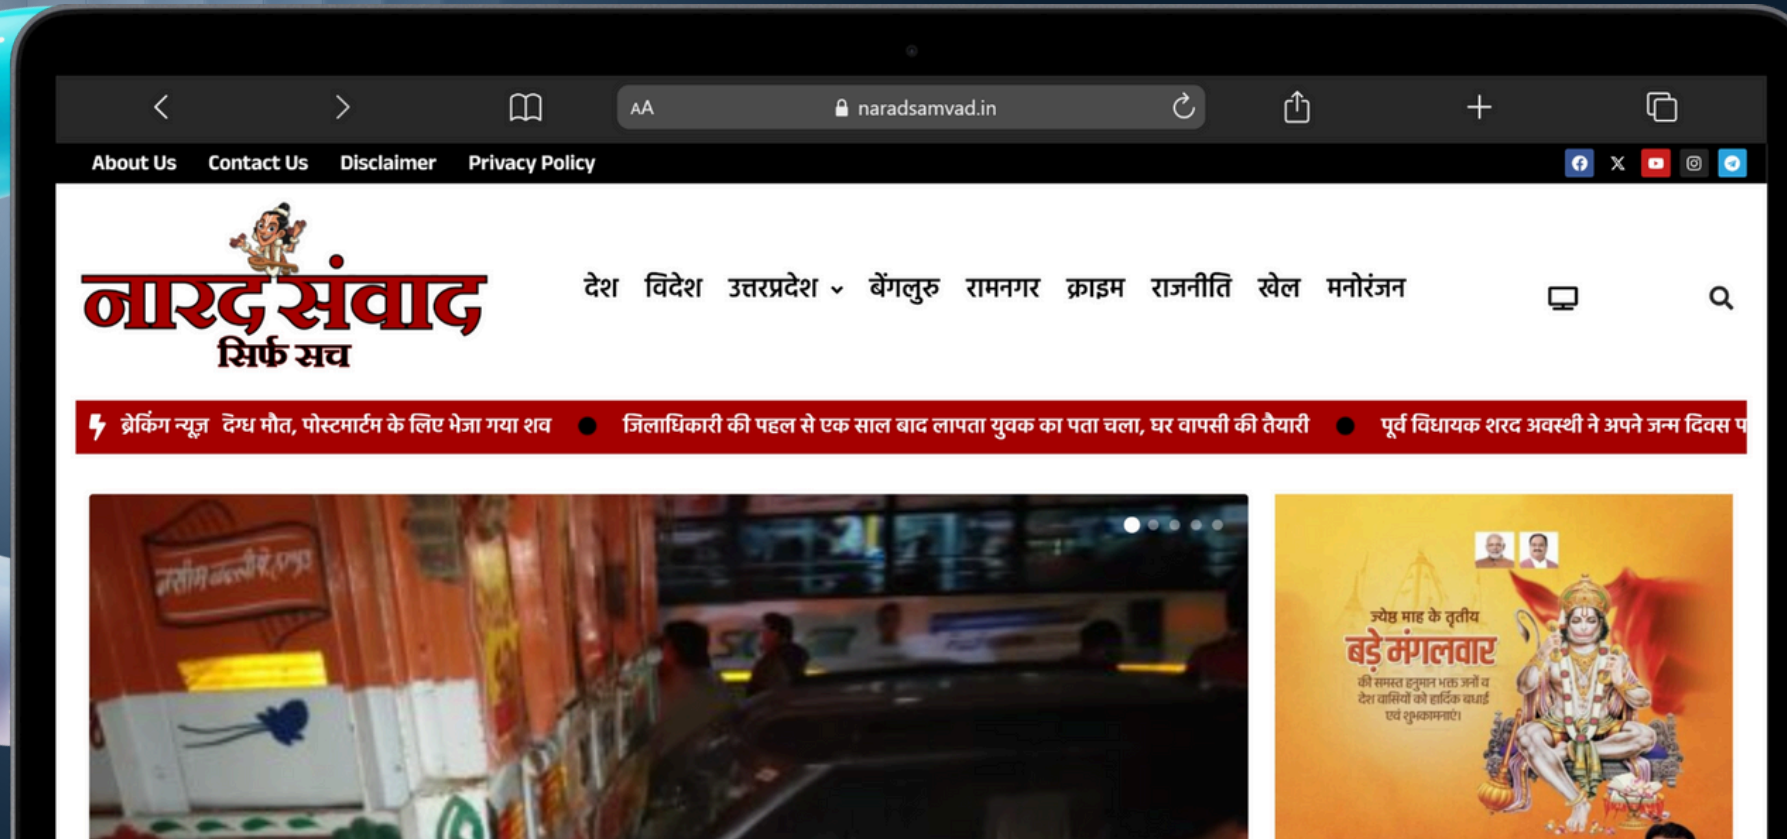 AA
naradsamvad.in
About Us Contact Us Disclaimer Privacy Policy
नारद संवाद
सिर्फ सच
देश विदेश उत्तरप्रदेश बेंगलुरु रामनगर क्राइम राजनीति खेल मनोरंजन
ब्रेकिंग न्यूज़ दिग्ध मौत, पोस्टमार्टम के लिए भेजा गया शव ● जिलाधिकारी की पहल से एक साल बाद लापता युवक का पता चला, घर वापसी की तैयारी ● पूर्व विधायक शरद अवस्थी ने अपने जन्म दिवस प
ज्येष्ठ माह के तृतीय
बड़े मंगलवार
की समस्त हनुमान भक्त जनों व
देश वासियों को हार्दिक बधाई
एवं शुभकामनाएं।